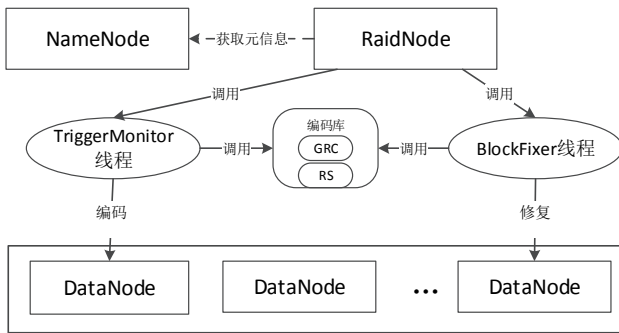 NameNode
获取元信息
RaidNode
调用
调用
TriggerMonitor
线程
调用
编码库
GRC
RS
调用
BlockFixer线程
编码
修复
DataNode
DataNode
...
DataNode